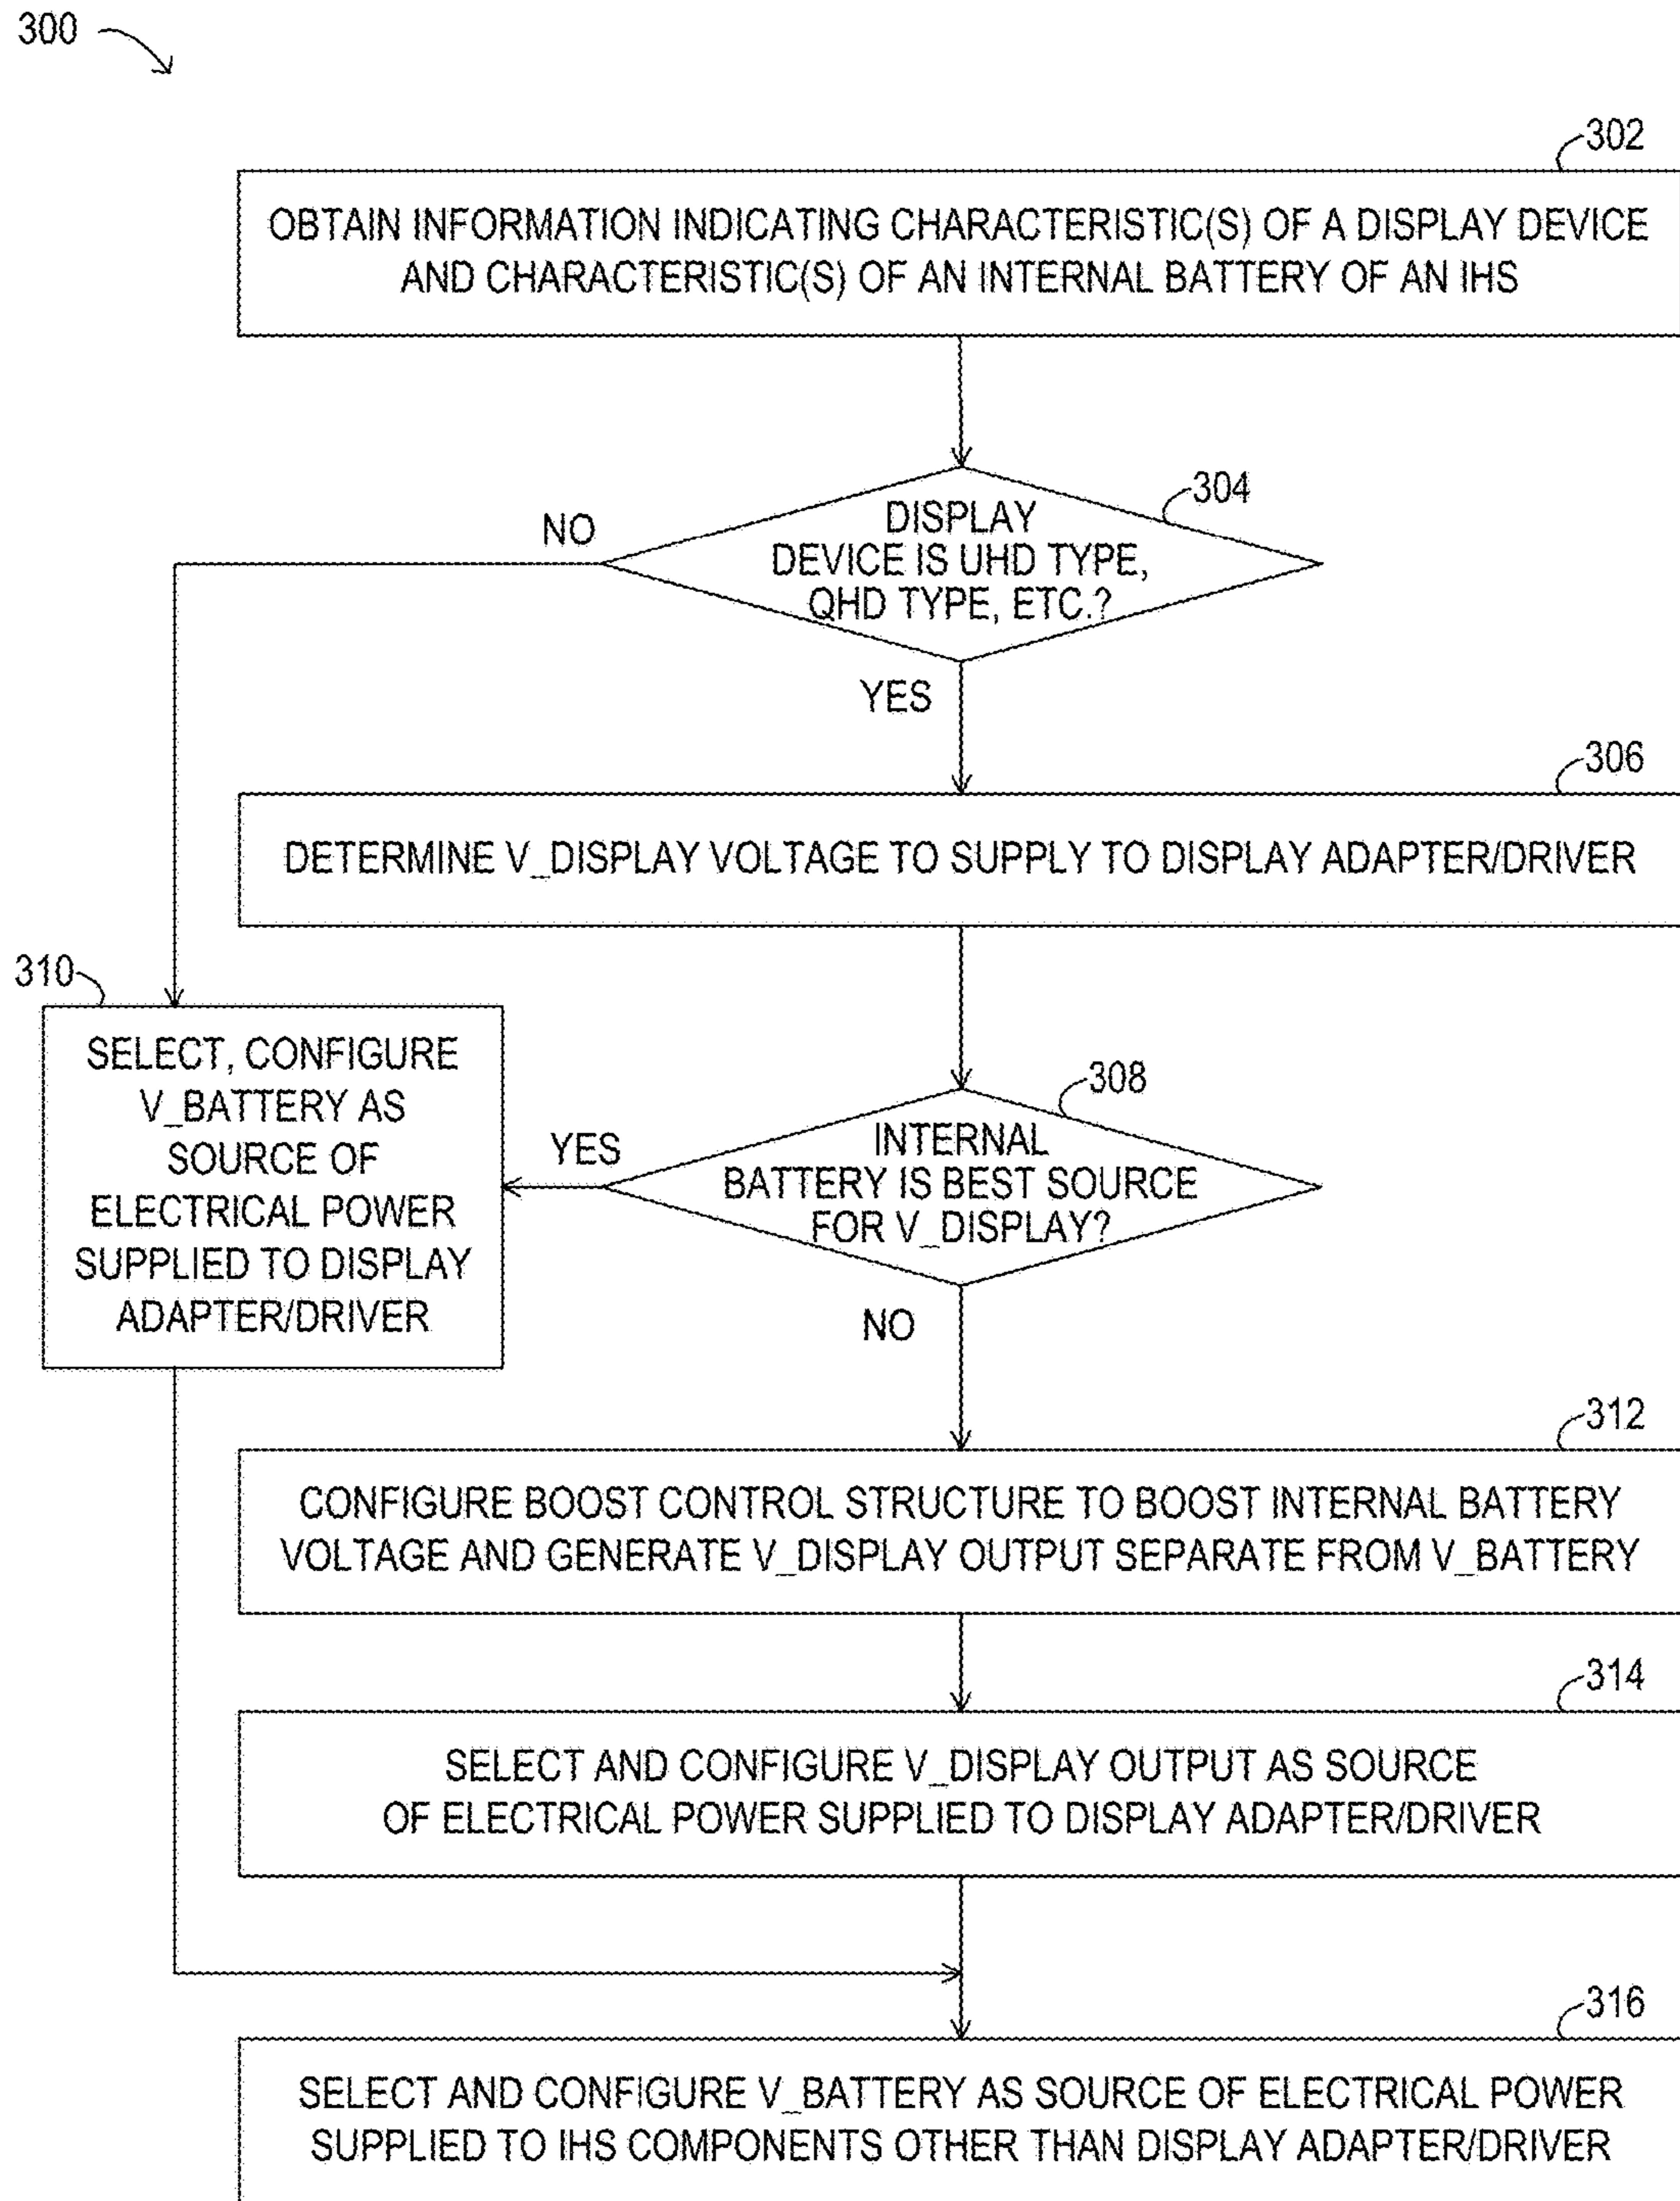 300
302
OBTAIN INFORMATION INDICATING CHARACTERISTIC(S) OF A DISPLAY DEVICE
AND CHARACTERISTIC(S) OF AN INTERNAL BATTERY OF AN IHS
304
NO
DISPLAY
DEVICE IS UHD TYPE,
QHD TYPE, ETC.?
YES
306
DETERMINE V_DISPLAY VOLTAGE TO SUPPLY TO DISPLAY ADAPTER/DRIVER
310
SELECT, CONFIGURE
V_BATTERY AS
SOURCE OF
ELECTRICAL POWER
SUPPLIED TO DISPLAY
ADAPTER/DRIVER
308
YES
INTERNAL
BATTERY IS BEST SOURCE
FOR V_DISPLAY?
NO
312
CONFIGURE BOOST CONTROL STRUCTURE TO BOOST INTERNAL BATTERY
VOLTAGE AND GENERATE V_DISPLAY OUTPUT SEPARATE FROM V_BATTERY
314
SELECT AND CONFIGURE V_DISPLAY OUTPUT AS SOURCE
OF ELECTRICAL POWER SUPPLIED TO DISPLAY ADAPTER/DRIVER
316
SELECT AND CONFIGURE V_BATTERY AS SOURCE OF ELECTRICAL POWER
SUPPLIED TO IHS COMPONENTS OTHER THAN DISPLAY ADAPTER/DRIVER